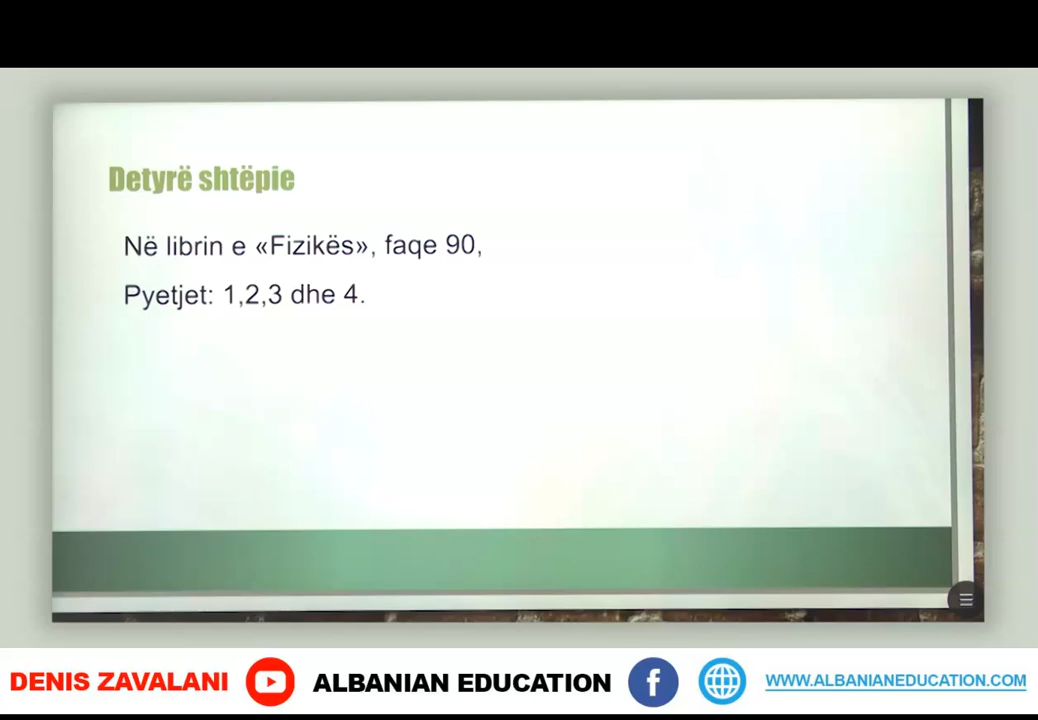 Detyrë shtëpie
Në librin e «Fizikës», faqe 90,
Pyetjet: 1,2,3 dhe 4.
DENIS ZAVALANI ALBANIAN EDUCATION WWW.ALBANIANEDUCATION.COM